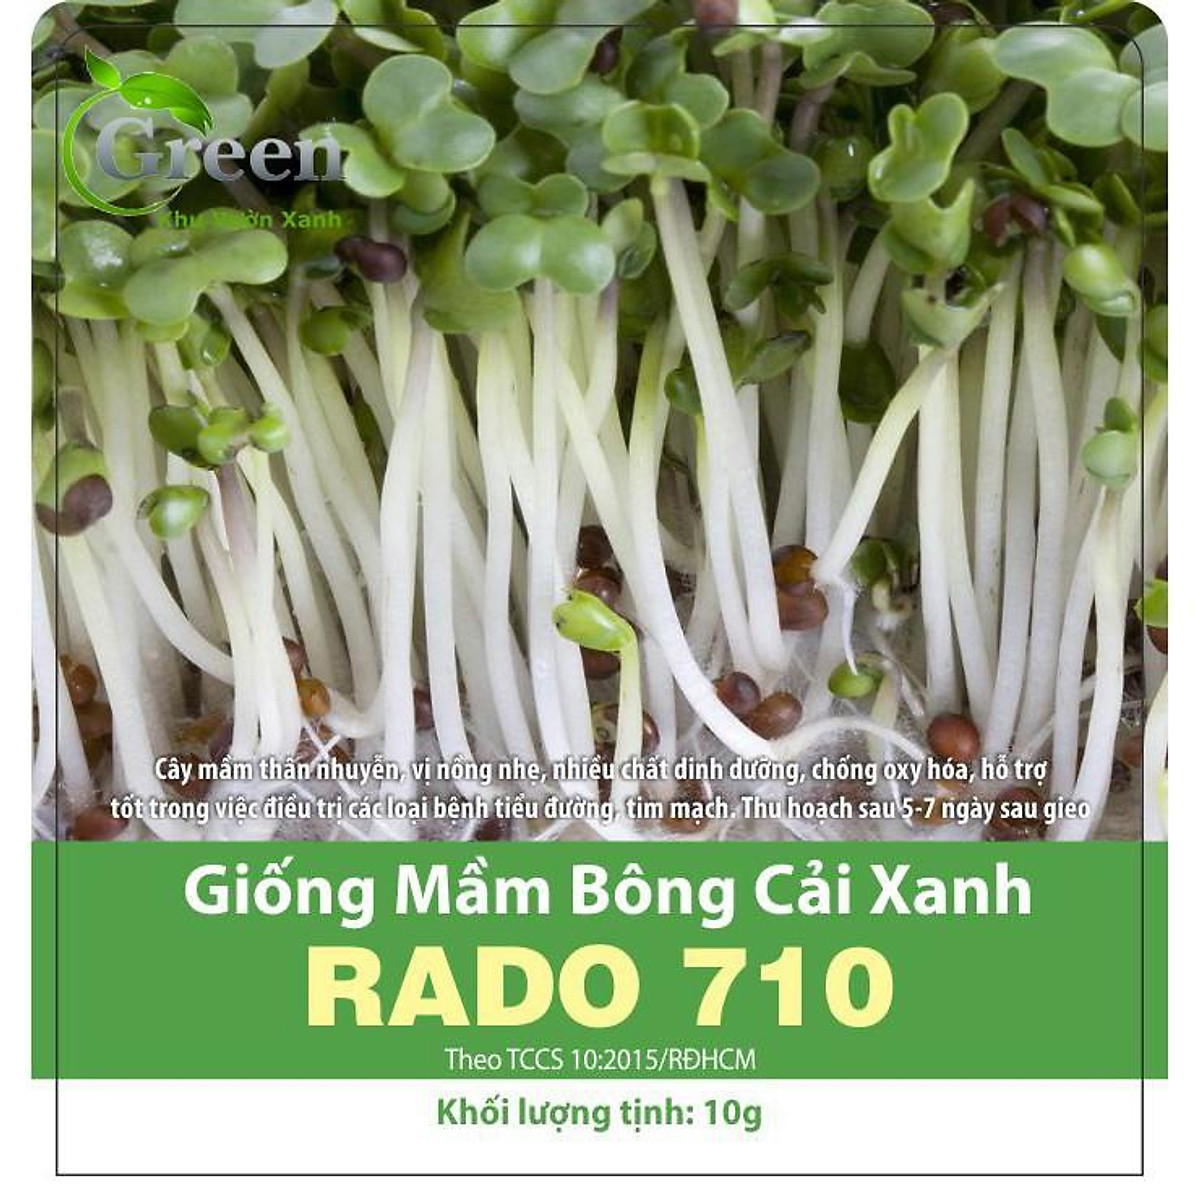 Green
Khu Vườn Xanh
Cây mầm thân nhuyễn, vị nồng nhẹ, nhiều chất dinh dưỡng, chống oxy hóa, hỗ trợ
tốt trong việc điều trị các loại bệnh tiểu đường, tim mạch. Thu hoạch sau 5-7 ngày sau gieo
Giống Mầm Bông Cải Xanh
RADO 710
Theo TCCS 10:2015/RĐHCM
Khối lượng tịnh: 10g